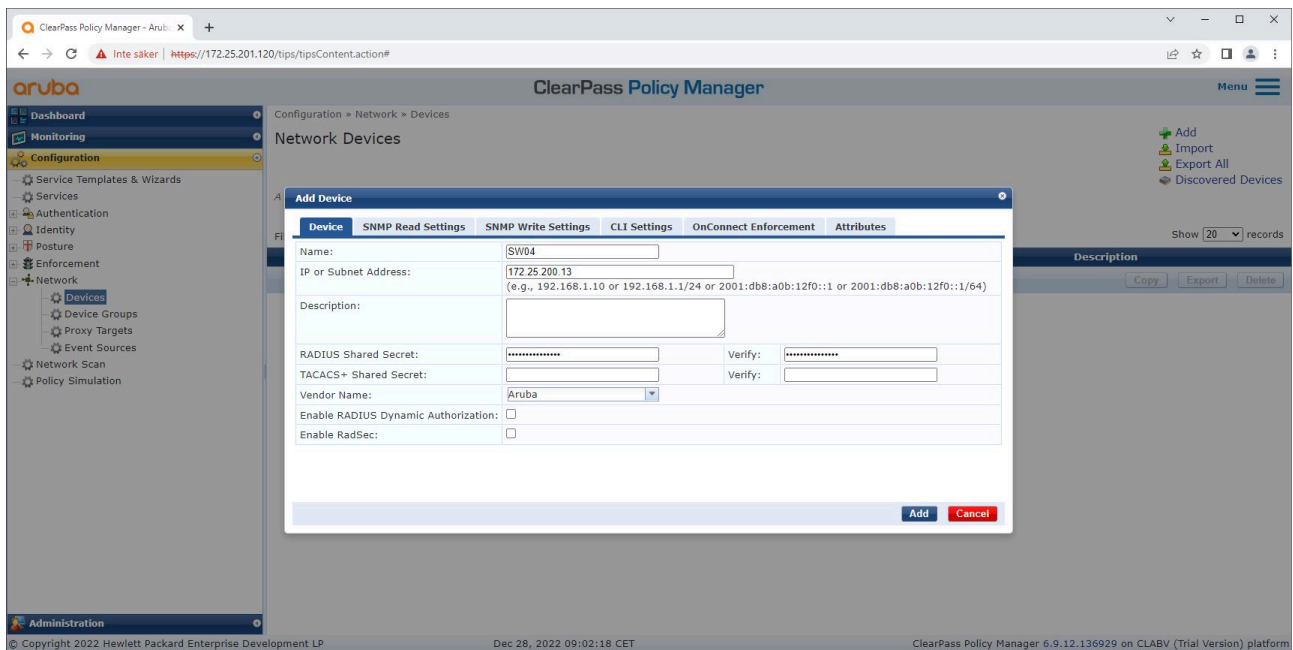 ClearPass Policy Manager - Arub
Inte säker | https://172.25.201.120/tips/tipsContent.action#
aruba
ClearPass Policy Manager
Menu
Dashboard
Monitoring
Configuration
Service Templates & Wizards
Services
Authentication
Identity
Posture
Enforcement
Network
Devices
Device Groups
Proxy Targets
Event Sources
Network Scan
Policy Simulation
Administration
Configuration » Network » Devices
Network Devices
Add
Import
Export All
Discovered Devices
A
Fi
Show 20 records
Description
Copy Export Delete
Add Device
Device SNMP Read Settings SNMP Write Settings CLI Settings OnConnect Enforcement Attributes
Name: SW04
IP or Subnet Address: 172.25.200.13
(e.g., 192.168.1.10 or 192.168.1.1/24 or 2001:db8:a0b:12f0::1 or 2001:db8:a0b:12f0::1/64)
Description:
RADIUS Shared Secret: ••••••••••••••• Verify: •••••••••••••••
TACACS+ Shared Secret: Verify:
Vendor Name: Aruba
Enable RADIUS Dynamic Authorization:
Enable RadSec:
Add Cancel
© Copyright 2022 Hewlett Packard Enterprise Development LP Dec 28, 2022 09:02:18 CET ClearPass Policy Manager 6.9.12.136929 on CLABV (Trial Version) platform